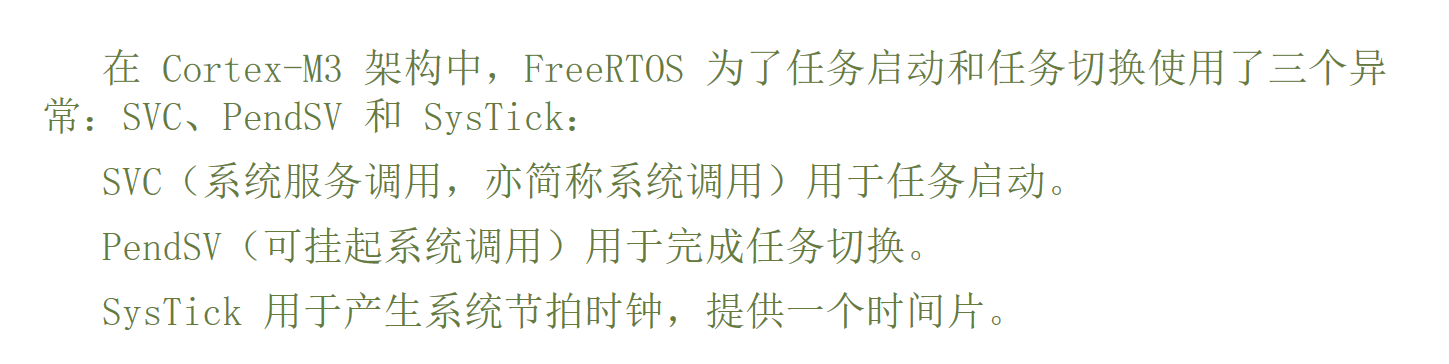 在 Cortex-M3 架构中，FreeRTOS 为了任务启动和任务切换使用了三个异
常：SVC、PendSV 和 SysTick：
SVC（系统服务调用，亦简称系统调用）用于任务启动。
PendSV（可挂起系统调用）用于完成任务切换。
SysTick 用于产生系统节拍时钟，提供一个时间片。